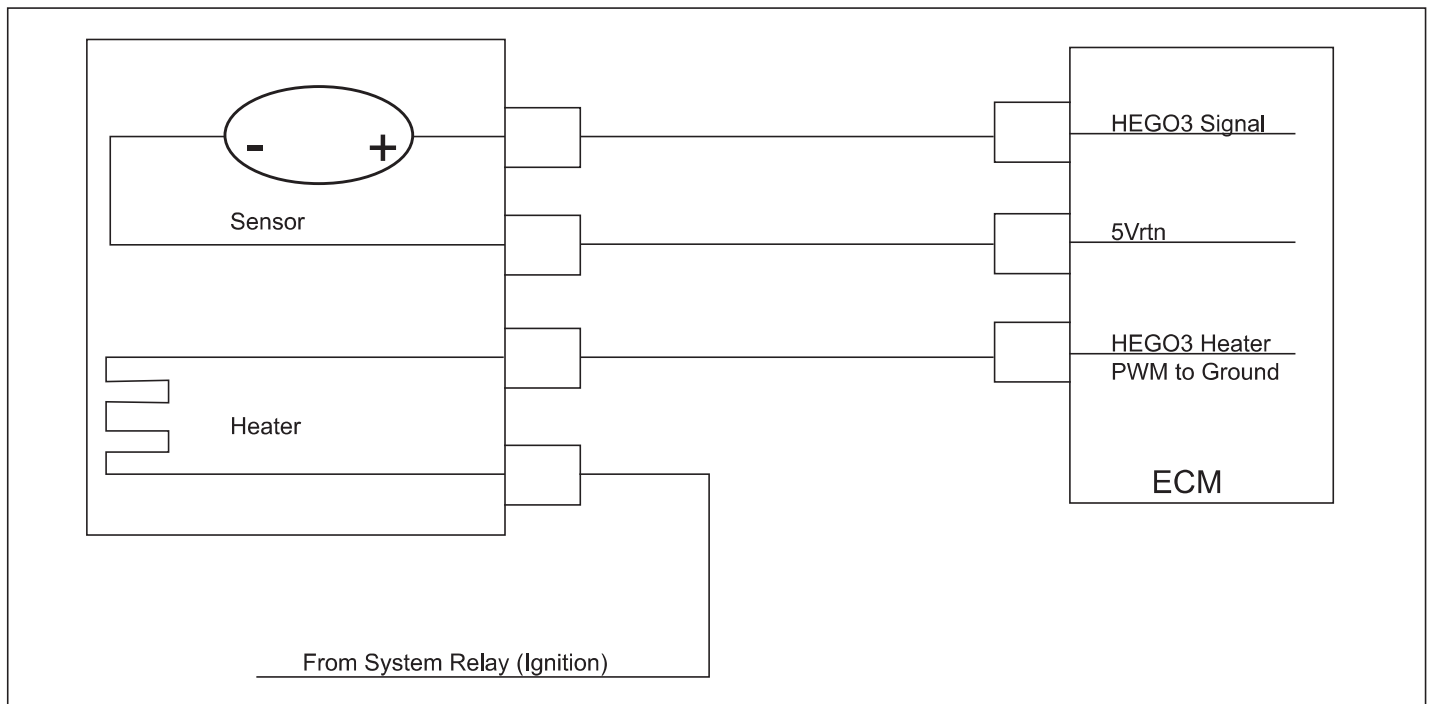 - +
HEGO3 Signal
Sensor
5Vrtn
HEGO3 Heater
PWM to Ground
Heater
ECM
From System Relay (Ignition)